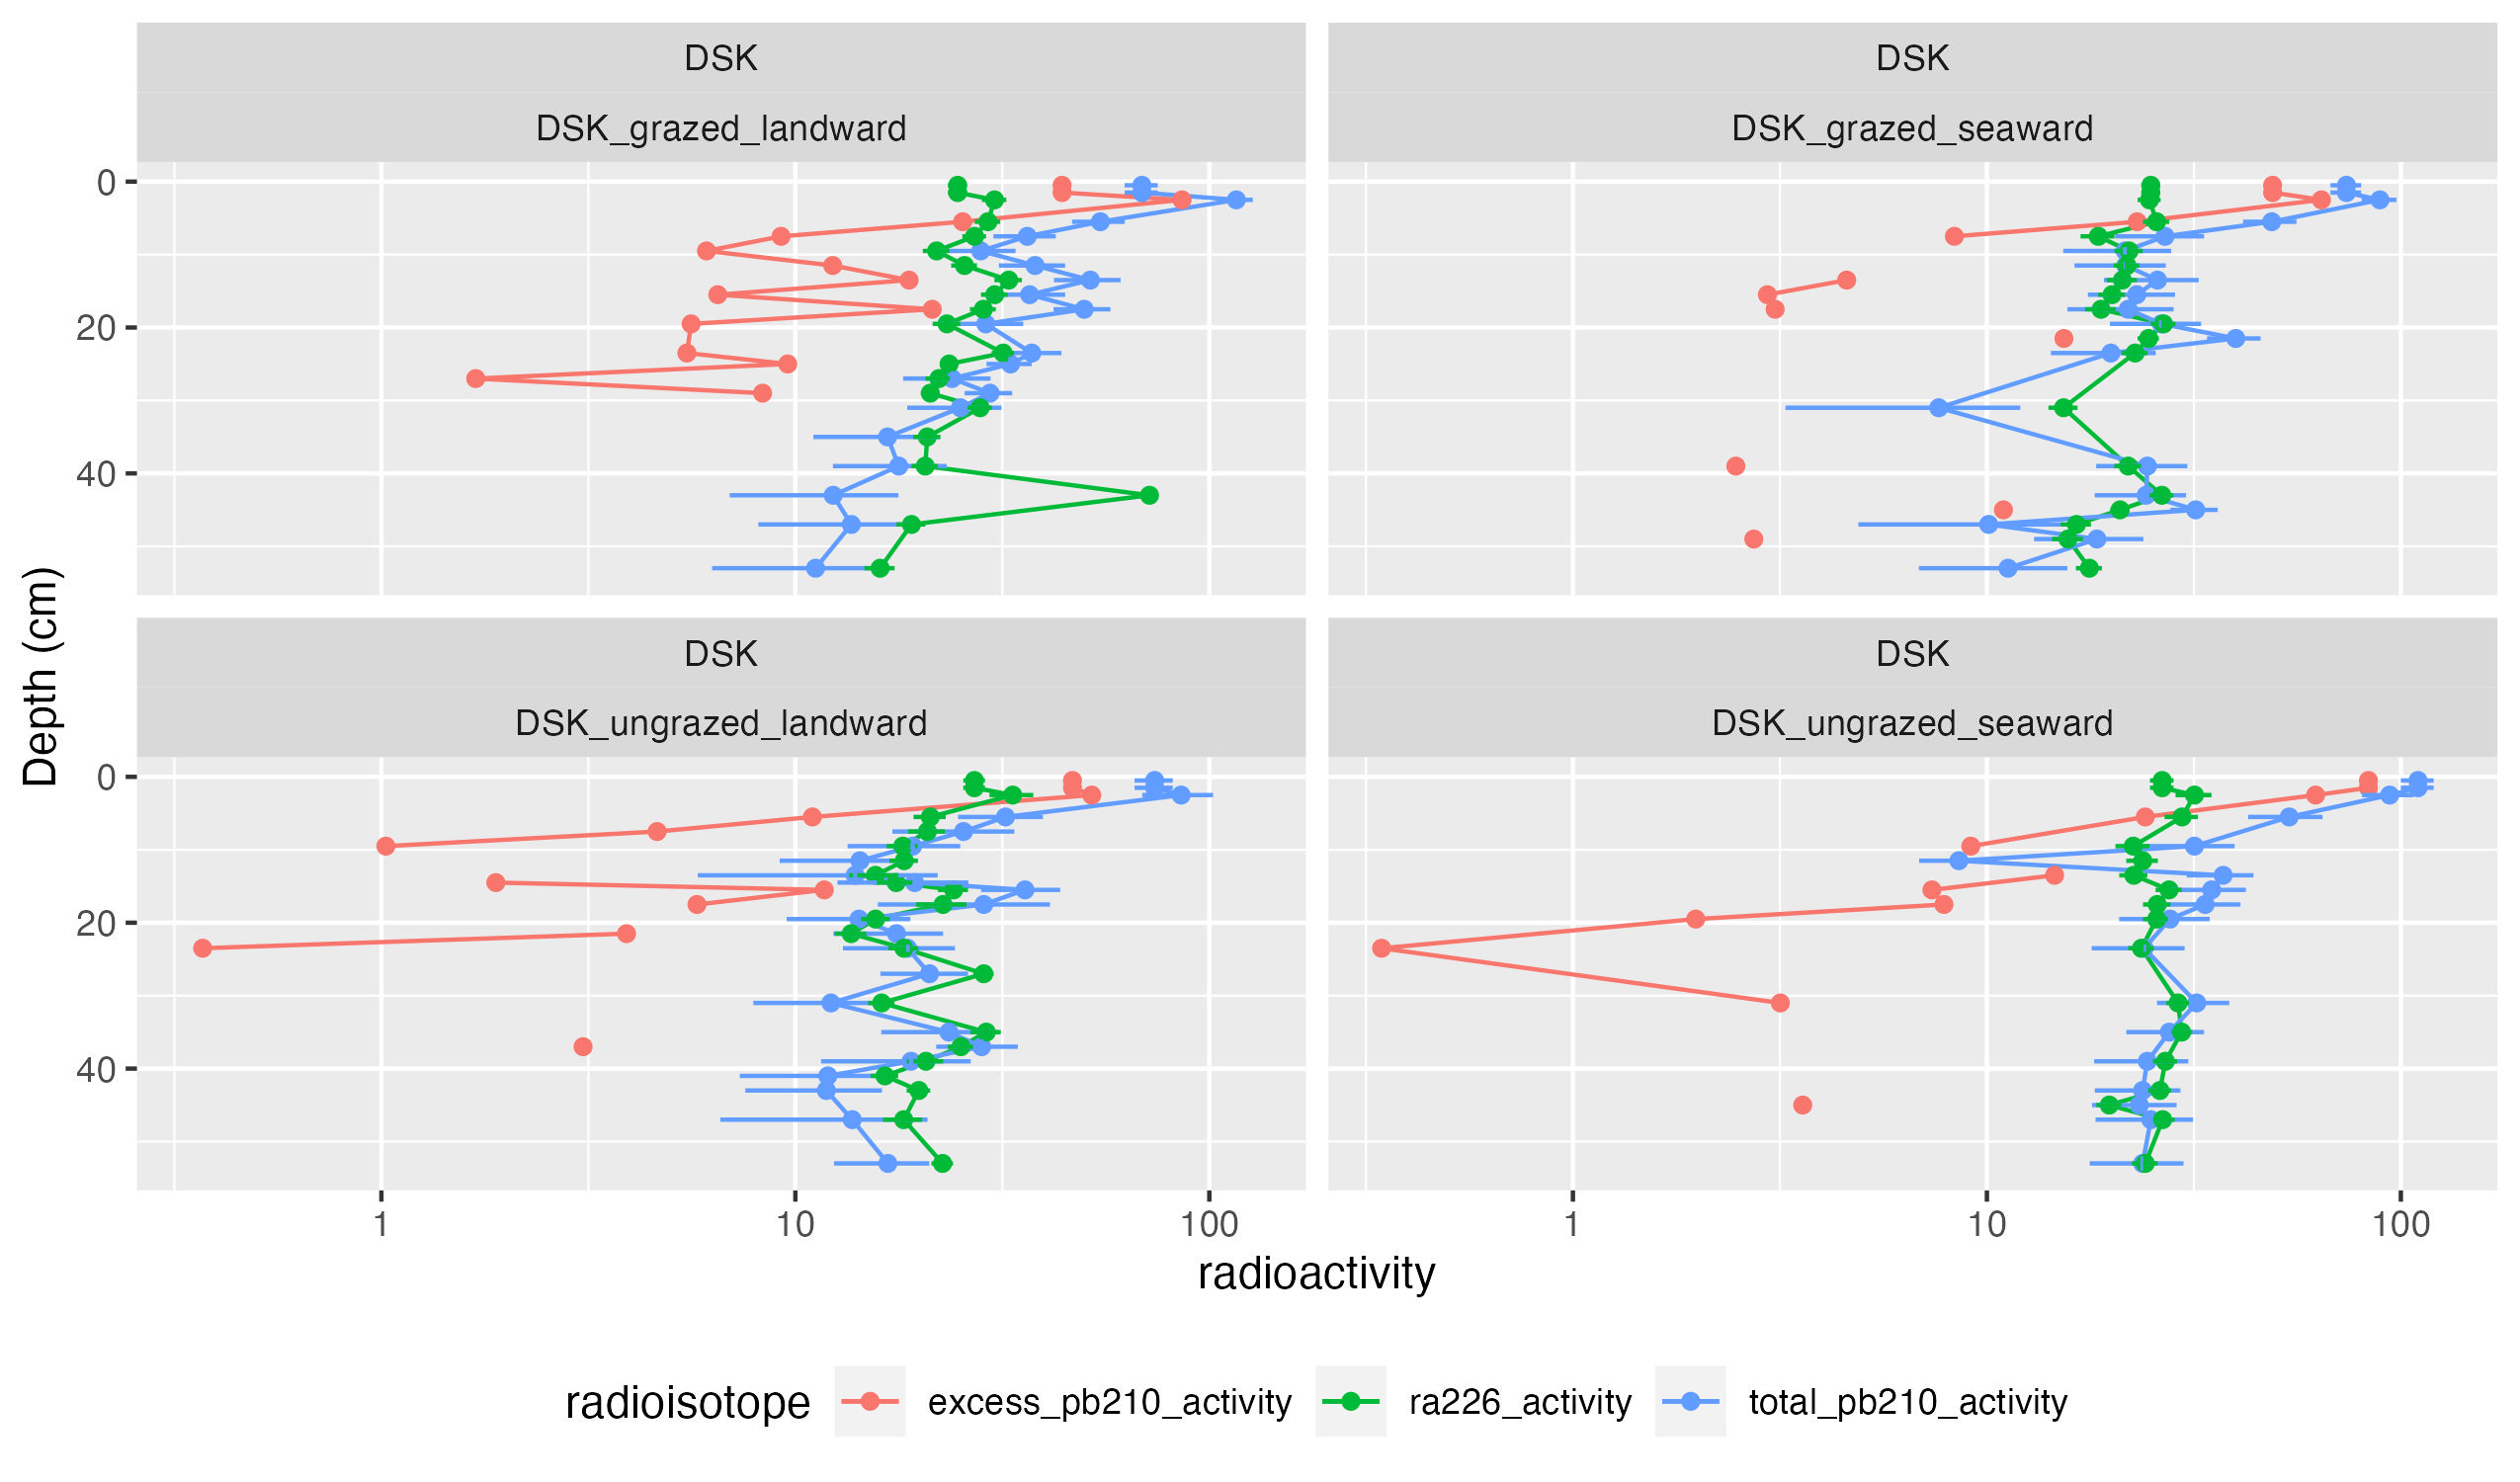 DSK
DSK_grazed_landward
DSK
DSK_grazed_seaward
0
20
40
DSK
DSK_ungrazed_landward
DSK
DSK_ungrazed_seaward
0
20
40
Depth (cm)
1 10 100 1 10 100
radioactivity
radioisotope excess_pb210_activity ra226_activity total_pb210_activity